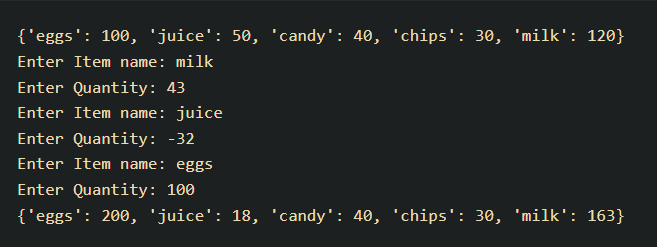 {'eggs': 100, 'juice': 50, 'candy': 40, 'chips': 30, 'milk': 120}
Enter Item name: milk
Enter Quantity: 43
Enter Item name: juice
Enter Quantity: -32
Enter Item name: eggs
Enter Quantity: 100
{'eggs': 200, 'juice': 18, 'candy': 40, 'chips': 30, 'milk': 163}